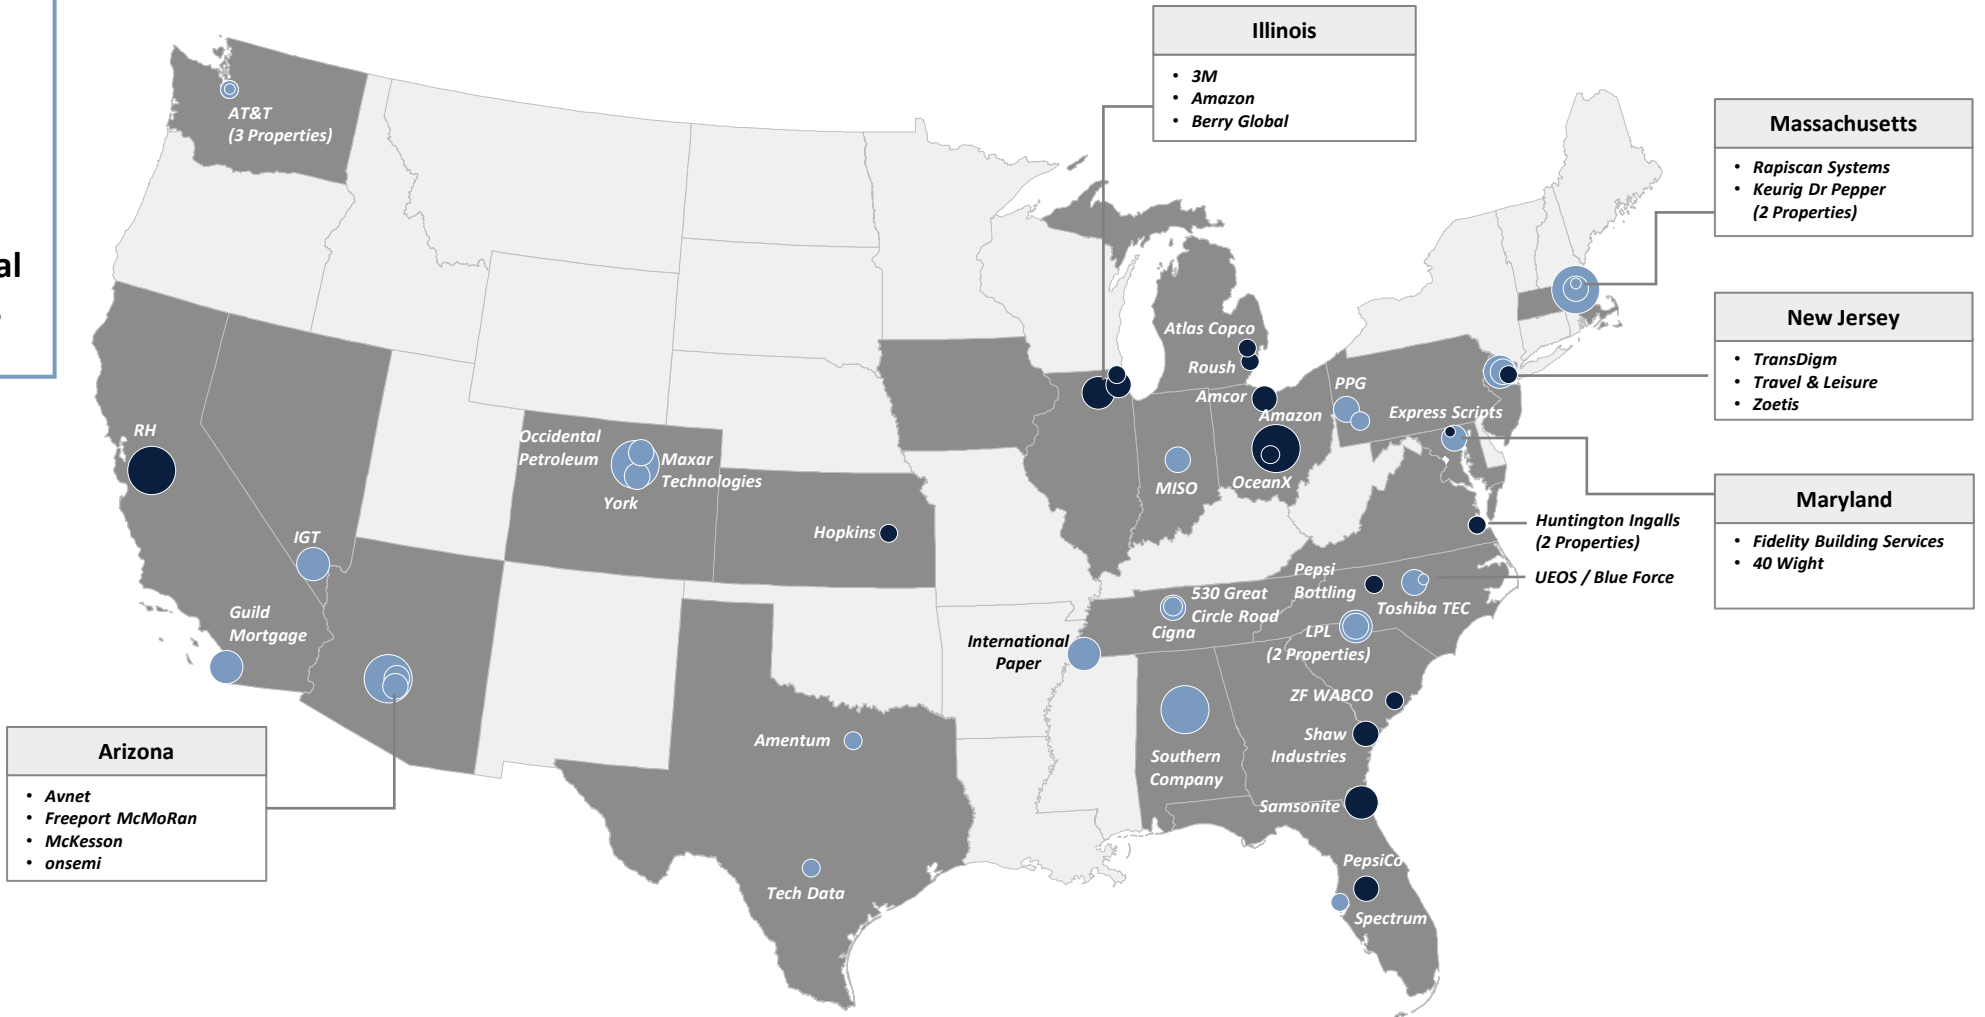 al
Illinois
• 3M
• Amazon
• Berry Global
Massachusetts
• Rapiscan Systems
• Keurig Dr Pepper
(2 Properties)
New Jersey
• TransDigm
• Travel & Leisure
• Zoetis
Maryland
• Fidelity Building Services
• 40 Wight
Arizona
• Avnet
• Freeport McMoRan
• McKesson
• onsemi
AT&T
(3 Properties)
RH
IGT
Guild
Mortgage
Occidental
Petroleum
Maxar
Technologies
York
Hopkins
Amentum
Tech Data
Atlas Copco
Roush
Amcor
Amazon
OceanX
MISO
PPG
Express Scripts
Huntington Ingalls
(2 Properties)
UEOS / Blue Force
Pepsi
Bottling
Toshiba TEC
530 Great
Circle Road
Cigna
LPL
(2 Properties)
International
Paper
Southern
Company
ZF WABCO
Shaw
Industries
Samsonite
PepsiCo
Spectrum